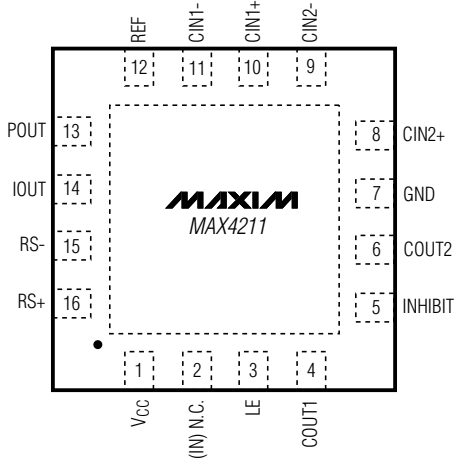 REF
CIN1-
CIN1+
CIN2-
12
11
10
9
POUT 13
8 CIN2+
IOUT 14
7 GND
MAXIM
MAX4211
RS- 15
6 COUT2
RS+ 16
5 INHIBIT
1
2
3
4
VCC
(IN) N.C.
LE
COUT1